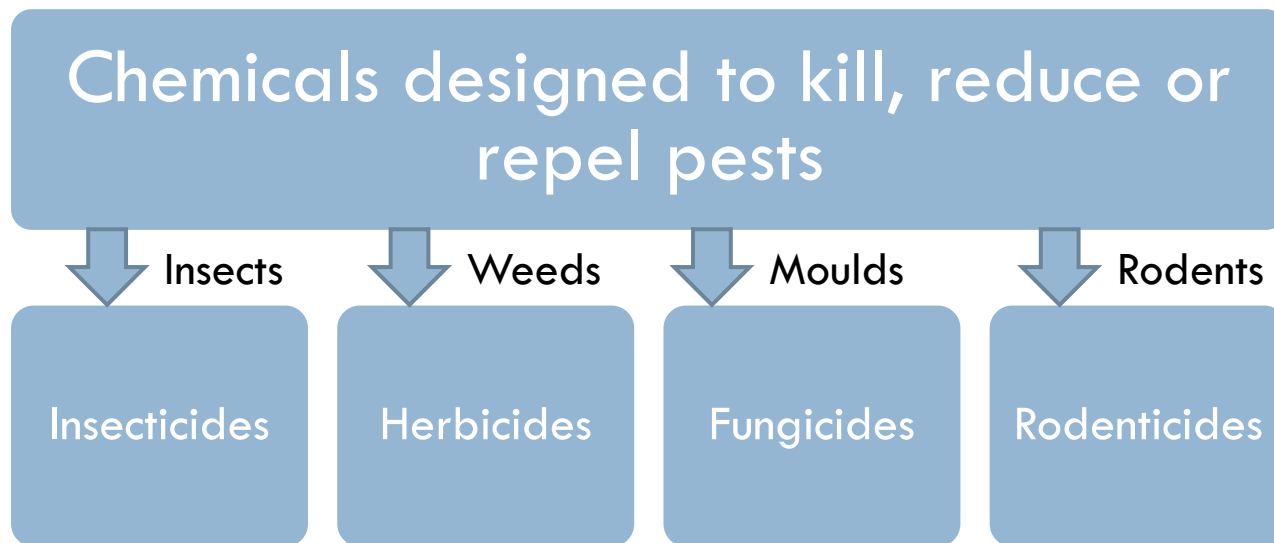 Chemicals designed to kill, reduce or
repel pests
Insects
Weeds
Moulds
Rodents
Insecticides
Herbicides
Fungicides
Rodenticides